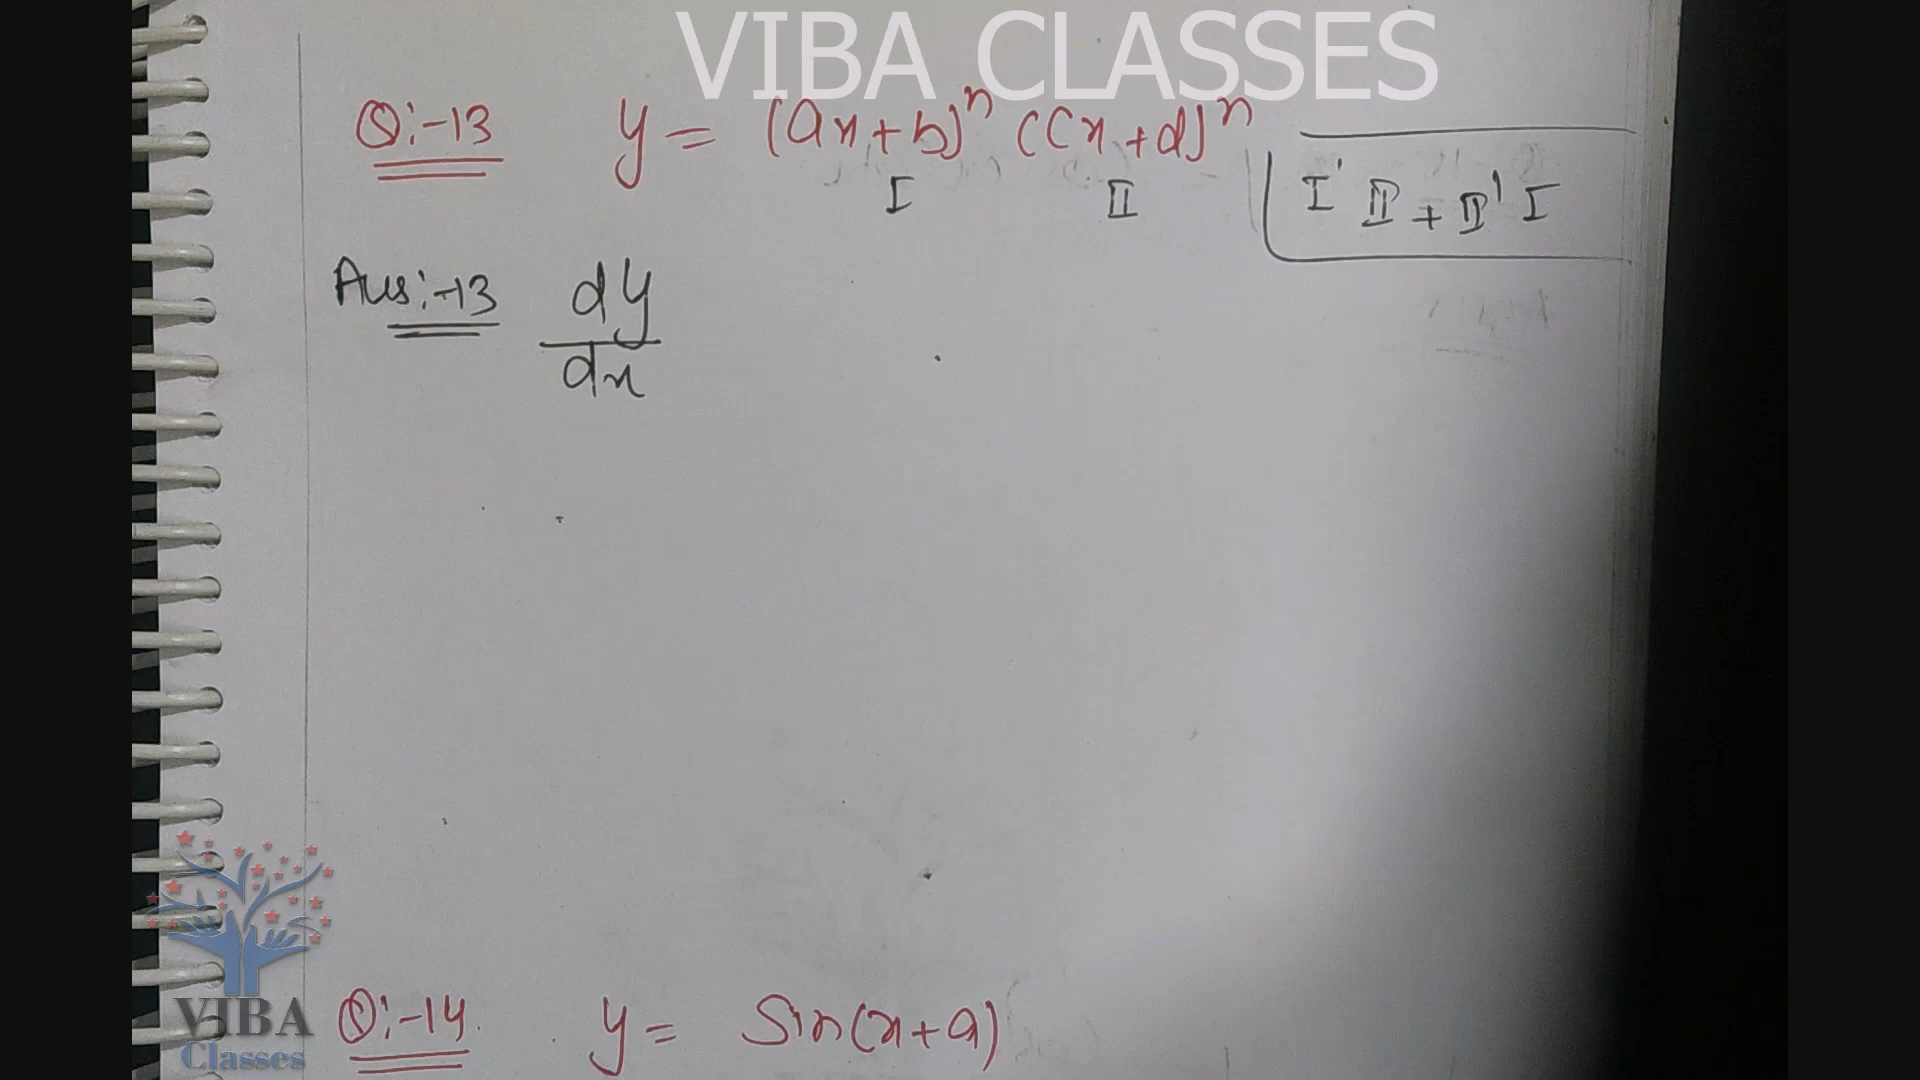 VIBA CLASSES
Q:-13 y = (ax+b)ⁿ (cx+d)ⁿ
I II
I' II + II' I
Ans:-13 dy/dx
Q:-14 y = Sin(x+a)
VIBA
Classes